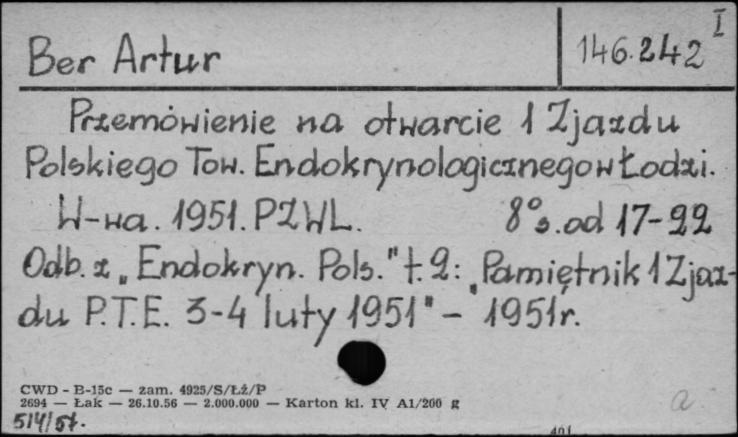 Ber Artur
146.242 I
Przemówienie na otwarcie 1 Zjazdu
Polskiego Tow. Endokrynologicznego w Łodzi.
W-wa. 1951. PZWL. 8° s. od 17-22
Odb. z „Endokryn. Pols." t. 2: „Pamiętnik 1 Zjaz-
du P.T.E. 3-4 luty 1951" - 1951 r.
CWD - B-15c — zam. 4925/S/Łż/P
2694 — Łak — 26.10.56 — 2.000.000 — Karton kl. IV A1/200 g
514/57.
a